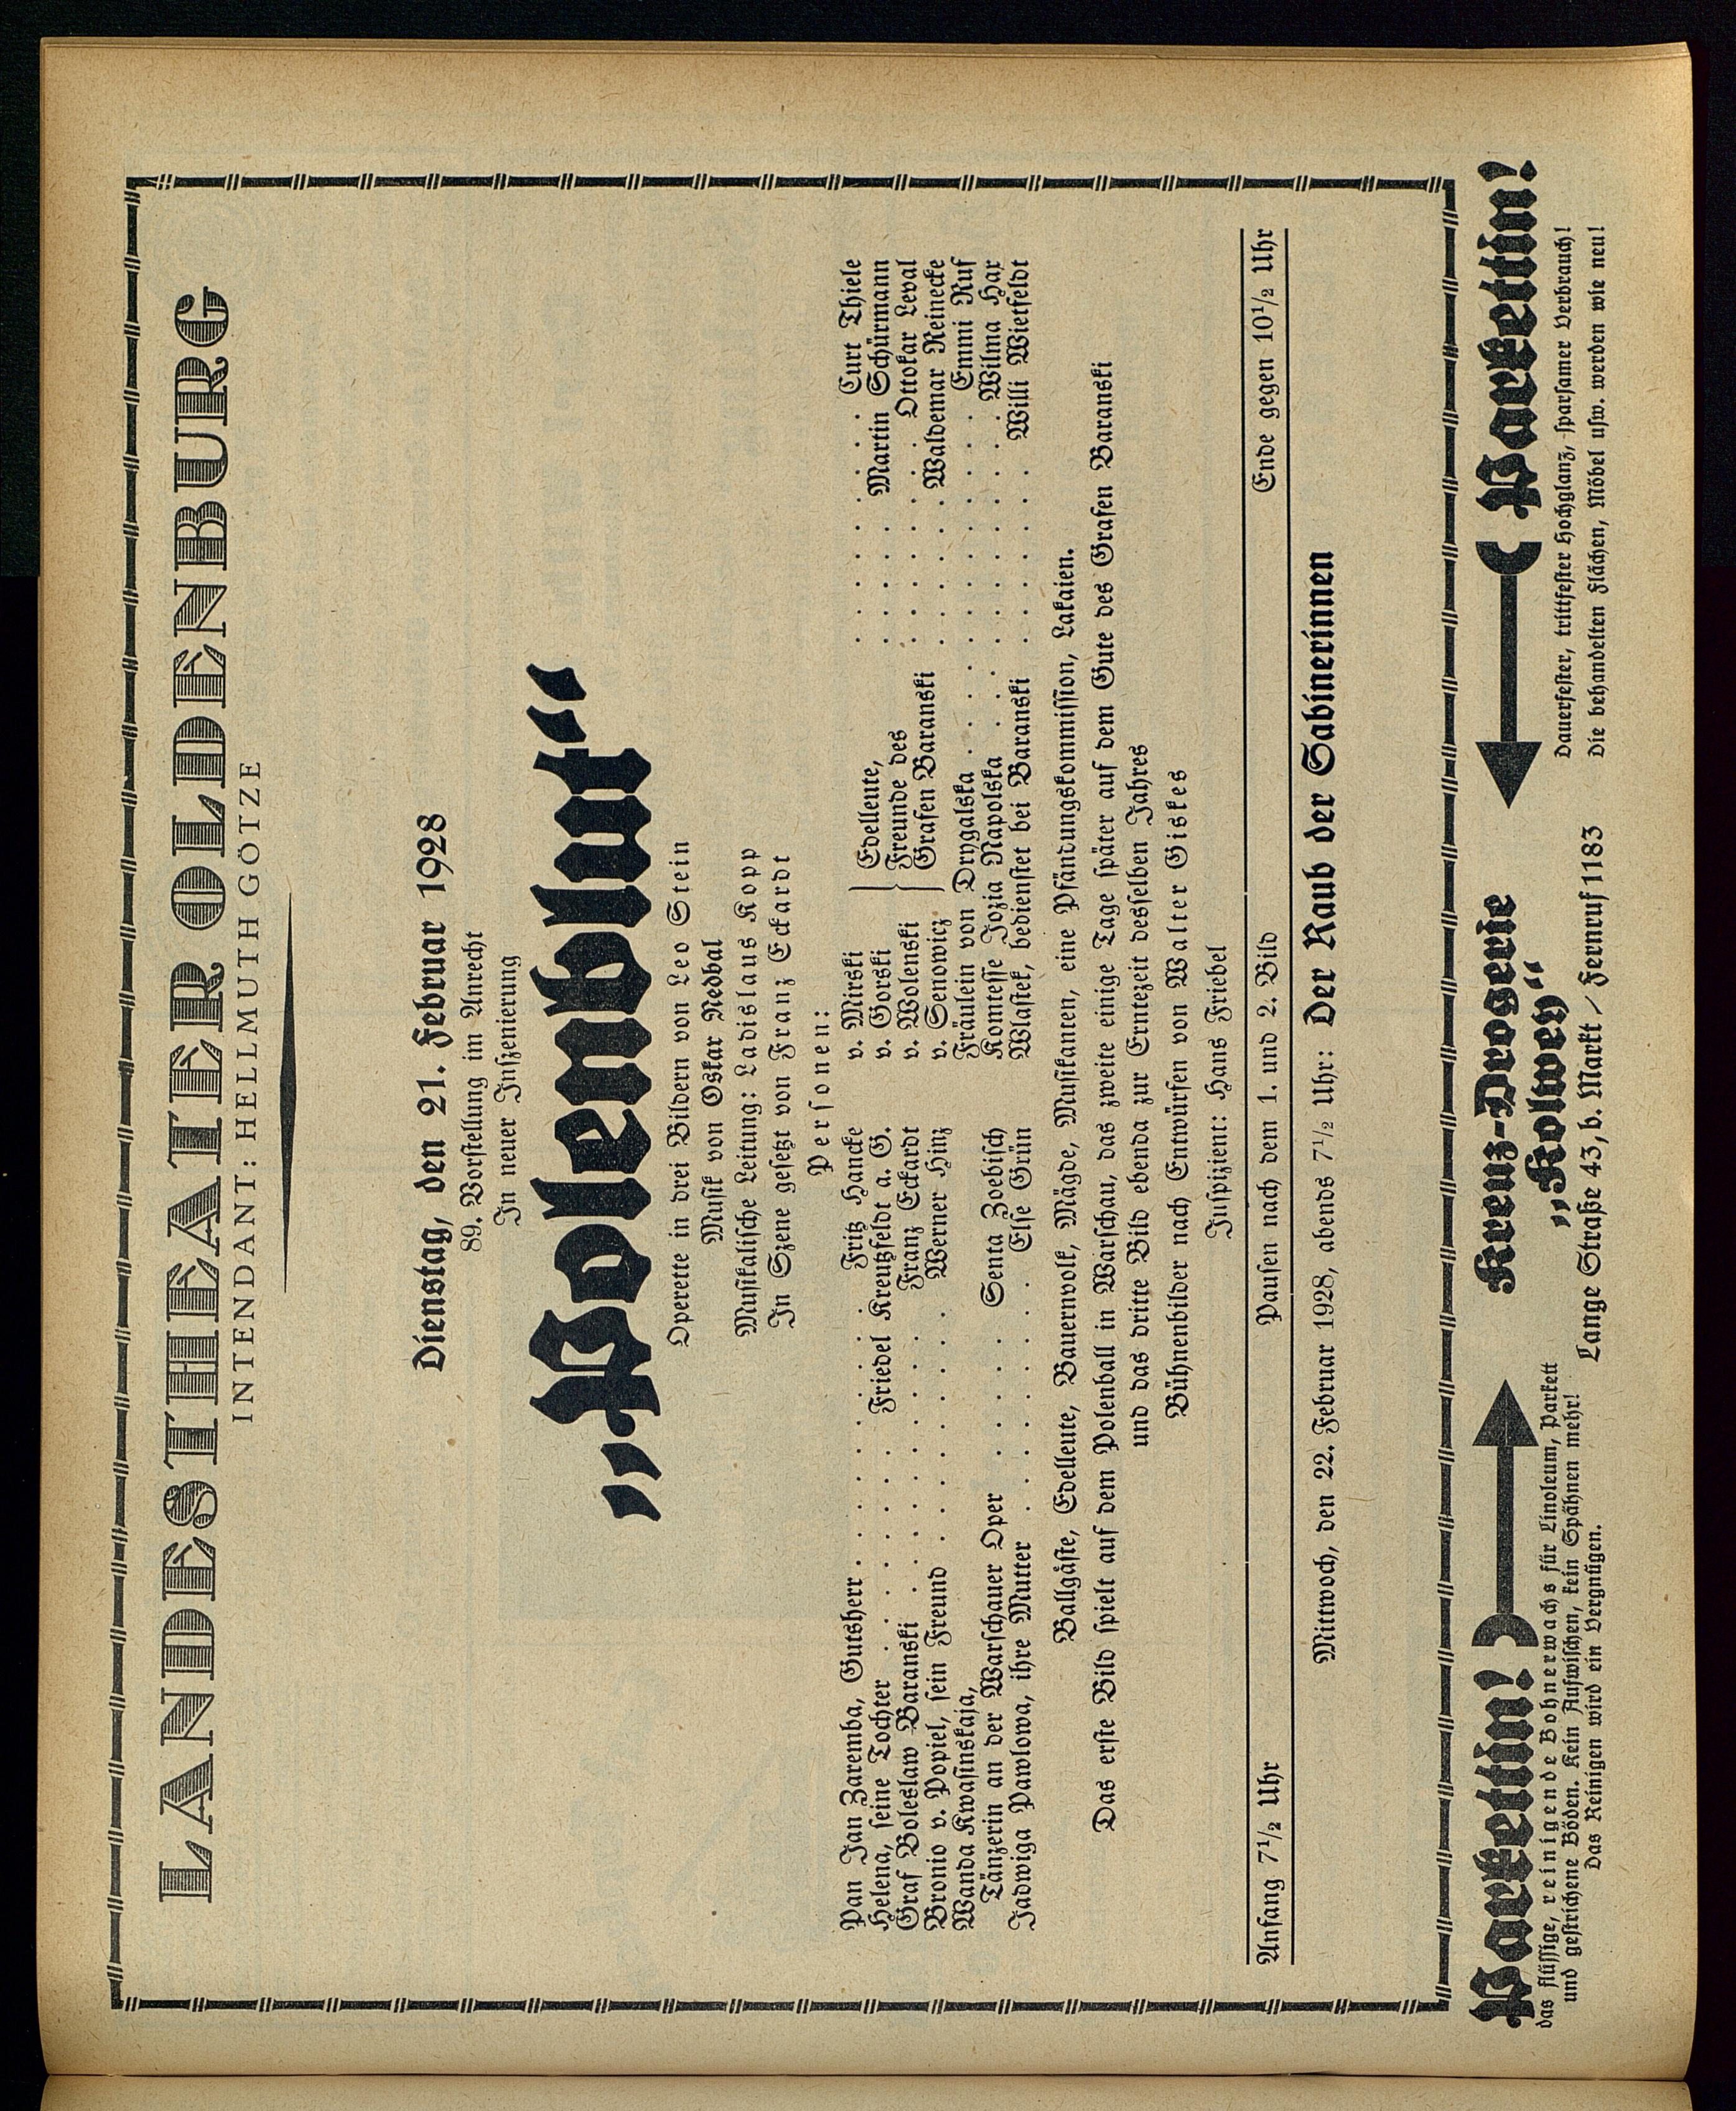 LANDESTHEATER OLDENBURG
INTENDANT: HELLMUTH GÖTZE
Dienstag, den 21. Februar 1928
89. Vorstellung im Anrecht
In neuer Inszenierung
„Polenblut“
Operette in drei Bildern von Leo Stein
Musik von Oskar Nedbal
Musikalische Leitung: Ladislaus Kopp
In Szene gesetzt von Franz Eckardt
Personen:
Pan Jan Zaremba, Gutsherr . . . . . . . . Fritz Hancke
Helena, seine Tochter . . . . . . Friedel Kreutzfeldt a. G.
Graf Boleslaw Baranski . . . . . . . . Franz Eckardt
Bronio v. Popiel, sein Freund . . . . . . . Werner Hinz
Wanda Kwasinskaja,
Tänzerin an der Warschauer Oper . . . . . Senta Zoebisch
Jadwiga Pawlowa, ihre Mutter . . . . . . . Else Grün
v. Mirski } Edelleute, . . . . . . Curt Thiele
v. Gorski Freunde des . . . . . Martin Schürmann
v. Wolenski Grafen Baranski . . . . . . Ottokar Leval
v. Senowicz . . . . . Waldemar Reinecke
Fräulein von Drygalska . . . . . . . . . Emmi Ruf
Komtesse Jozia Napolska . . . . . . . . Wilma Hax
Wlastek, bedienstet bei Baranski . . . . . . Willi Wietfeldt
Ballgäste, Edelleute, Bauernvolk, Mägde, Musikanten, eine Pfändungskommission, Lakaien.
Das erste Bild spielt auf dem Polenball in Warschau, das zweite einige Tage später auf dem Gute des Grafen Baranski
und das dritte Bild ebenda zur Erntezeit desselben Jahres
Bühnenbilder nach Entwürfen von Walter Giskes
Inspizient: Hans Friebel
Anfang 7½ Uhr Pausen nach dem 1. und 2. Bild Ende gegen 10½ Uhr
Mittwoch, den 22. Februar 1928, abends 7½ Uhr: Der Raub der Sabinerinnen
Parkettin!
das flüssige, reinigende Bohnerwachs für Linoleum, Parkett
und gestrichene Böden. Kein Aufwischen, kein Spähnen mehr!
Das Reinigen wird ein Vergnügen.
Kreuz-Drogerie
„Kolwey“
Lange Straße 43, b. Markt / Fernruf 1183
Parkettin!
Dauerfester, trittfester Hochglanz, sparsamer Verbrauch!
Die behandelten Flächen, Möbel usw. werden wie neu!